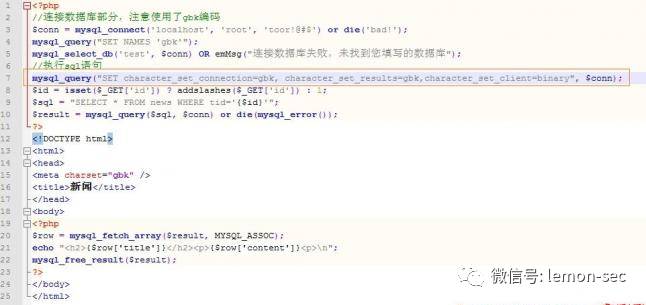 1 <?php
2 //连接数据库部分，注意使用了gbk编码
3 $conn = mysql_connect('localhost', 'root', 'toor!@#$') or die('bad!');
4 mysql_query("SET NAMES 'gbk'");
5 mysql_select_db('test', $conn) OR emMsg("连接数据库失败，未找到您填写的数据库");
6 //执行sql语句
7 mysql_query("SET character_set_connection=gbk, character_set_results=gbk,character_set_client=binary", $conn);
8 $id = isset($_GET['id']) ? addslashes($_GET['id']) : 1;
9 $sql = "SELECT * FROM news WHERE tid='{$id}'";
10 $result = mysql_query($sql, $conn) or die(mysql_error());
11 ?>
12 <!DOCTYPE html>
13 <html>
14 <head>
15 <meta charset="gbk" />
16 <title>新闻</title>
17 </head>
18 <body>
19 <?php
20 $row = mysql_fetch_array($result, MYSQL_ASSOC);
21 echo "<h2>{$row['title']}</h2><p>{$row['content']}<p>\n";
22 mysql_free_result($result);
23 ?>
24 </body>
25 </html>
微信号: lemon-sec